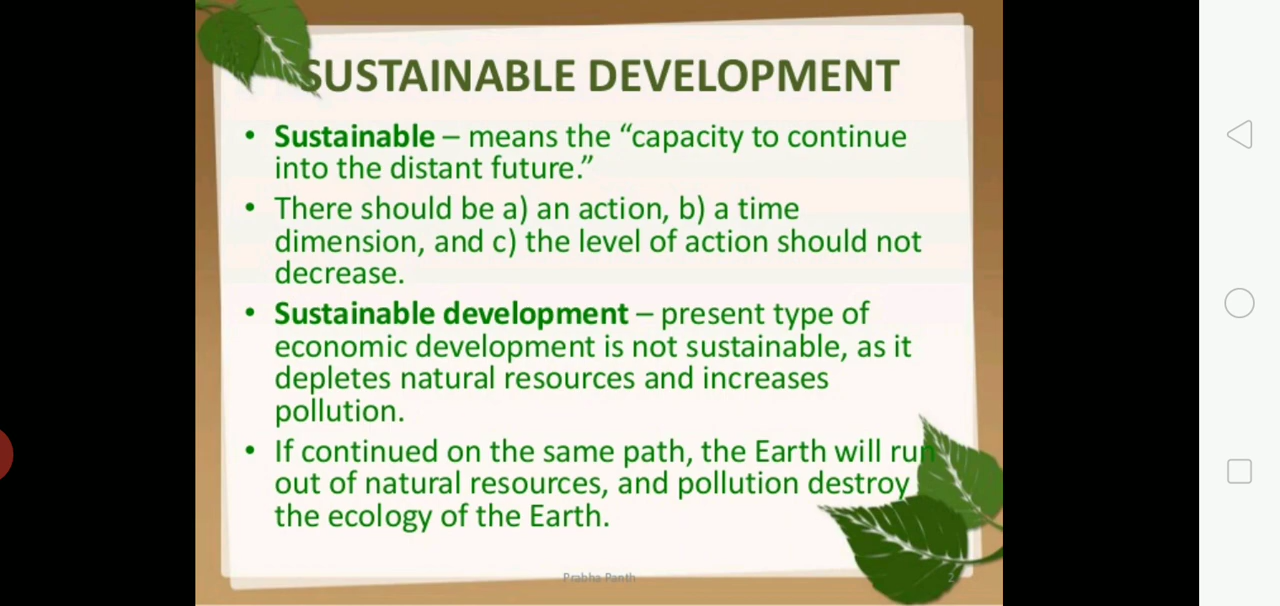 SUSTAINABLE DEVELOPMENT
• Sustainable – means the “capacity to continue
into the distant future.”
• There should be a) an action, b) a time
dimension, and c) the level of action should not
decrease.
• Sustainable development – present type of
economic development is not sustainable, as it
depletes natural resources and increases
pollution.
• If continued on the same path, the Earth will run
out of natural resources, and pollution destroy
the ecology of the Earth.
Prabha Panth
2